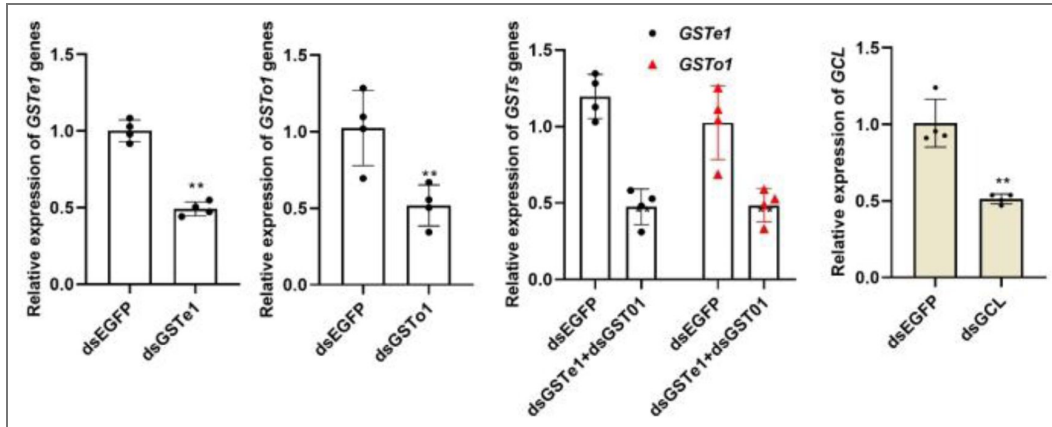 Relative expression of GSTe1 genes
1.5
1.0
0.5
0.0
**
dsEGFP
dsGSTe1
Relative expression of GSTo1 genes
1.5
1.0
0.5
0.0
**
dsEGFP
dsGSTo1
Relative expression of GSTs genes
1.5
1.0
0.5
0.0
GSTe1
GSTo1
**
**
dsEGFP
dsGSTe1+dsGST01
dsEGFP
dsGSTe1+dsGST01
Relative expression of GCL
1.5
1.0
0.5
0.0
**
dsEGFP
dsGCL